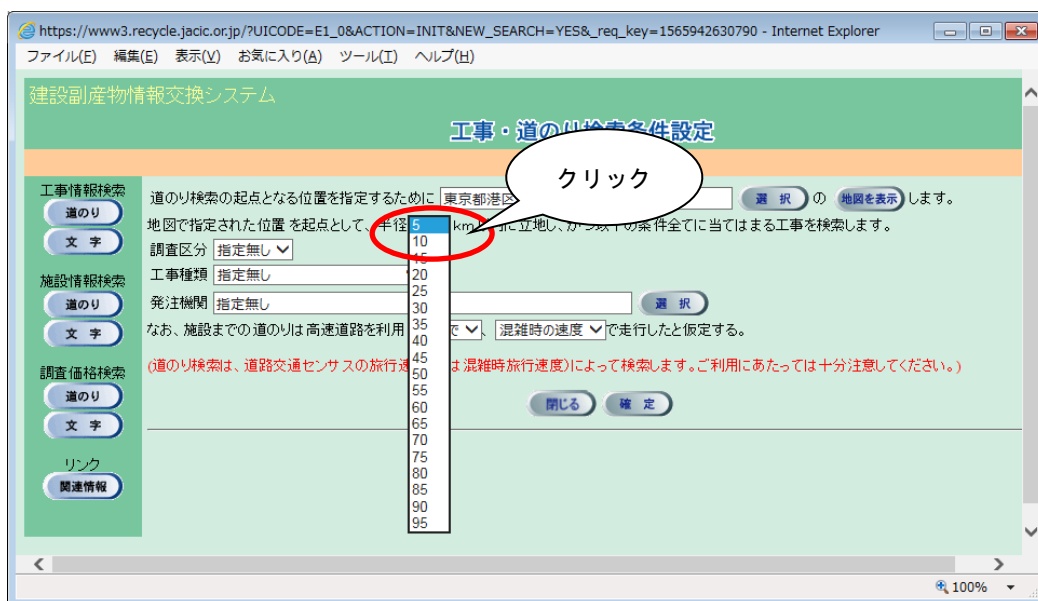 https://www3.recycle.jacic.or.jp/?UICODE=E1_0&ACTION=INIT&NEW_SEARCH=YES&_req_key=1565942630790 - Internet Explorer
ファイル(F) 編集(E) 表示(V) お気に入り(A) ツール(T) ヘルプ(H)
建設副産物情報交換システム
工事・道のり検索条件設定
クリック
工事情報検索
道のり
文 字
施設情報検索
道のり
文 字
調査価格検索
道のり
文 字
リンク
関連情報
道のり検索の起点となる位置を指定するために 東京都港区 選 択 の 地図を表示 します。
地図で指定された位置 を起点として、半径 5 km に立地し、かつ以下の条件全てに当てはまる工事を検索します。
調査区分 指定無し
工事種類 指定無し
発注機関 指定無し 選 択
なお、施設までの道のりは高速道路を利用 で、 混雑時の速度 で走行したと仮定する。
(道のり検索は、道路交通センサスの旅行速 は混雑時旅行速度)によって検索します。ご利用にあたっては十分注意してください。)
閉じる 確 定
5
10
15
20
25
30
35
40
45
50
55
60
65
70
75
80
85
90
95
100%